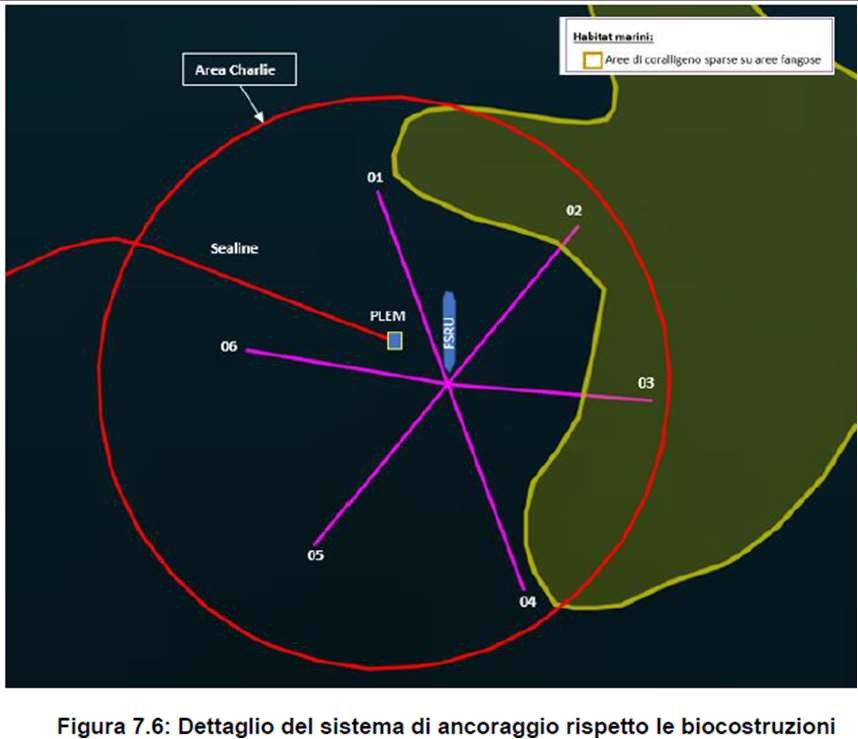 Habitat marini:
Aree di coralligeno sparse su aree fangose
Area Charlie
01
02
Sealine
PLEM
FSRU
06
03
05
04
Figura 7.6: Dettaglio del sistema di ancoraggio rispetto le biocostruzioni